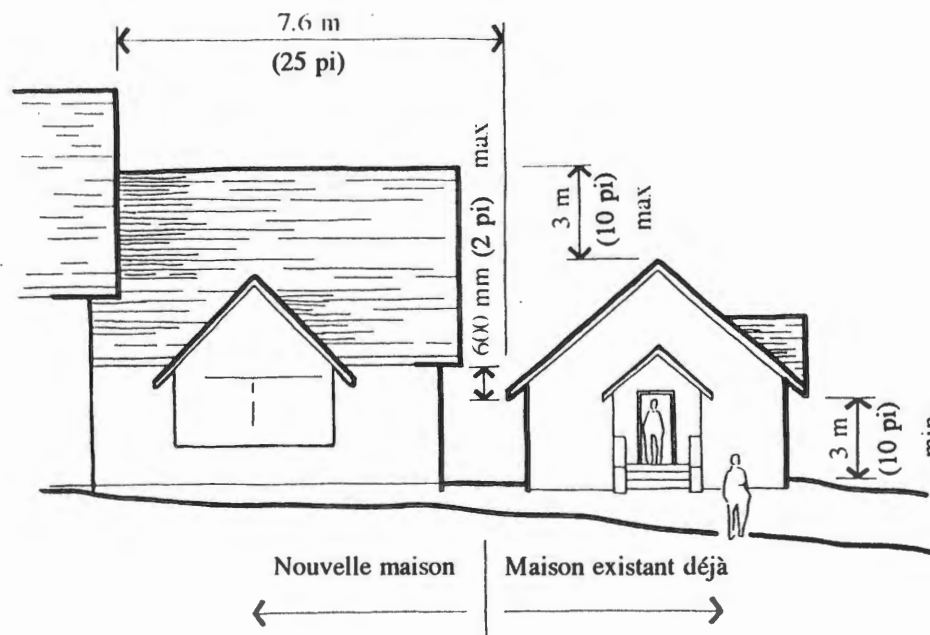 7.6 m
(25 pi)
600 mm (2 pi) max
3 m
(10 pi)
max
3 m
(10 pi)
min
Nouvelle maison
Maison existant déjà